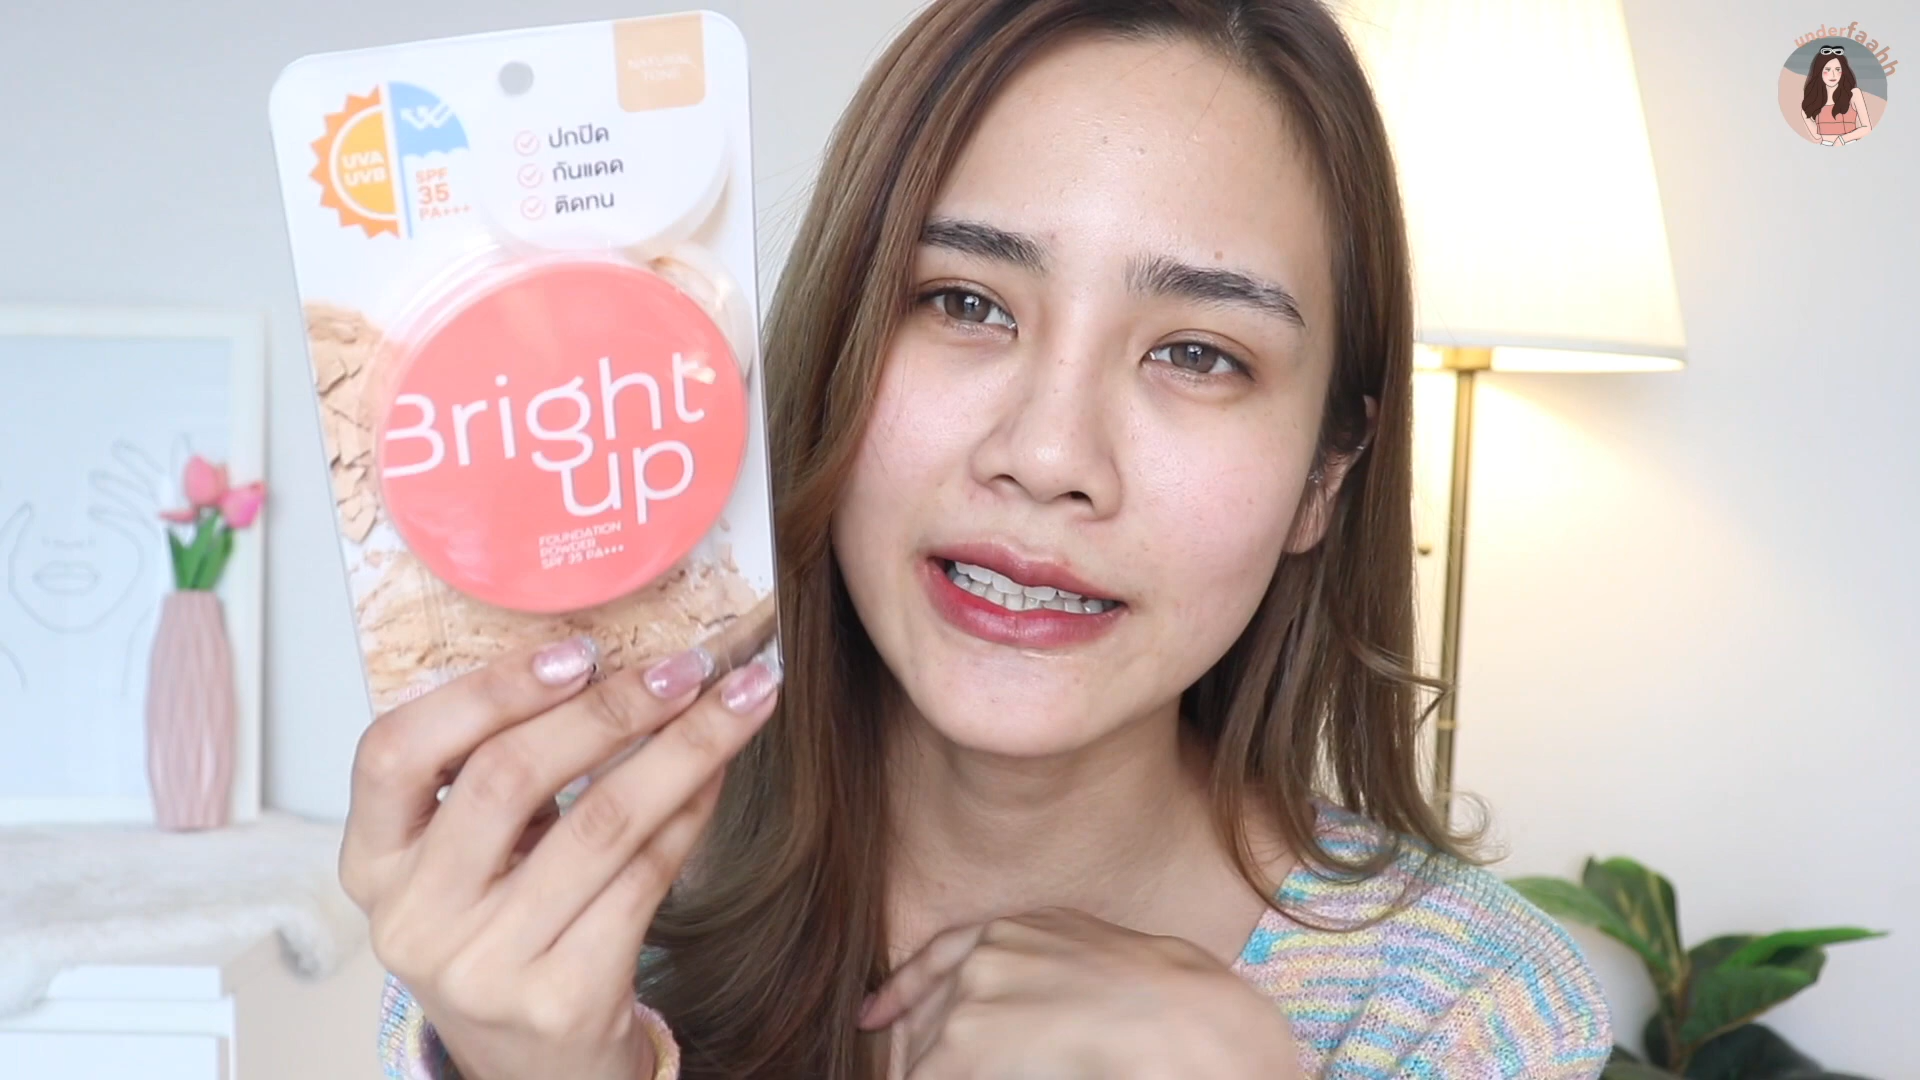 NATURAL
TONE
UVA
UVB
SPF
35
PA+++
ปกปิด
กันแดด
ติดทน
Bright
up
FOUNDATION
POWDER
SPF 35 PA+++
underfaahh